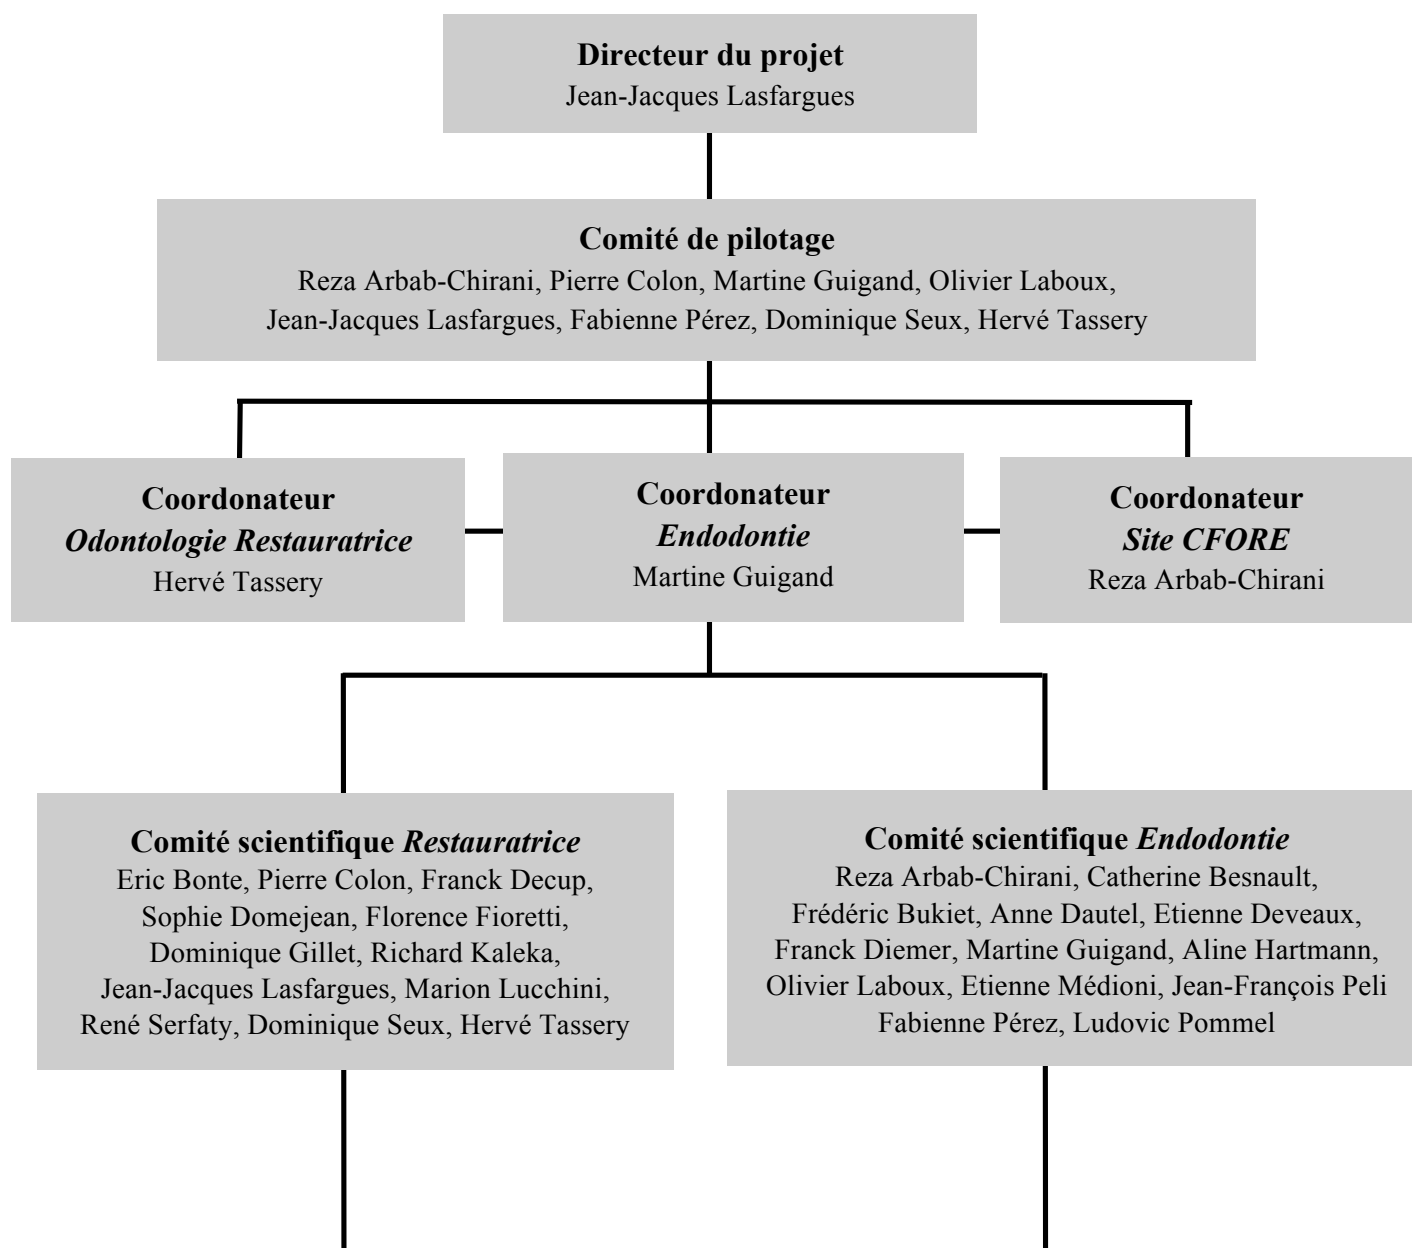 Directeur du projet
Jean-Jacques Lasfargues
Comité de pilotage
Reza Arbab-Chirani, Pierre Colon, Martine Guigand, Olivier Laboux,
Jean-Jacques Lasfargues, Fabienne Pérez, Dominique Seux, Hervé Tassery
Coordonateur
Odontologie Restauratrice
Hervé Tassery
Coordonateur
Endodontie
Martine Guigand
Coordonateur
Site CFORE
Reza Arbab-Chirani
Comité scientifique Restauratrice
Eric Bonte, Pierre Colon, Franck Decup,
Sophie Domejean, Florence Fioretti,
Dominique Gillet, Richard Kaleka,
Jean-Jacques Lasfargues, Marion Lucchini,
René Serfaty, Dominique Seux, Hervé Tassery
Comité scientifique Endodontie
Reza Arbab-Chirani, Catherine Besnault,
Frédéric Bukiet, Anne Dautel, Etienne Deveaux,
Franck Diemer, Martine Guigand, Aline Hartmann,
Olivier Laboux, Etienne Médioni, Jean-François Peli
Fabienne Pérez, Ludovic Pommel